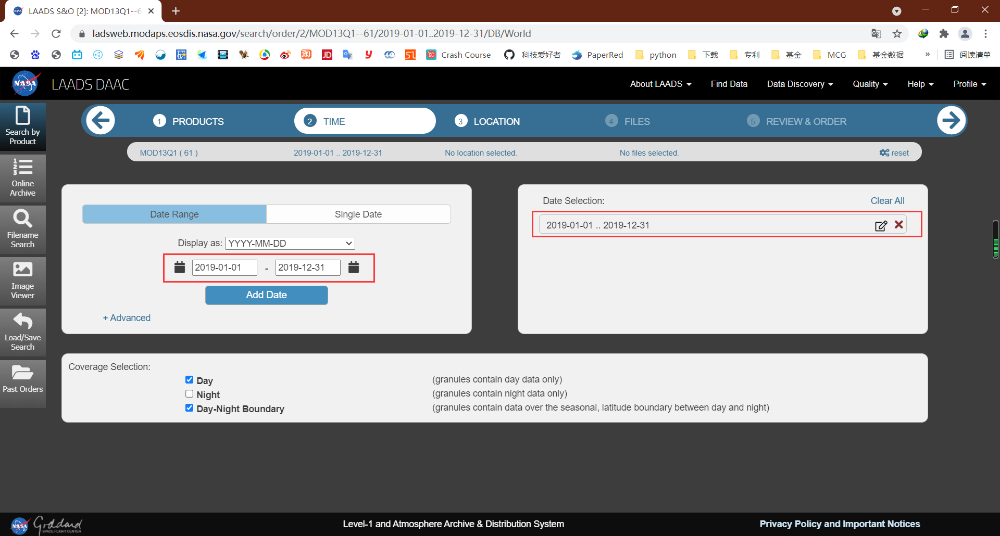 LAADS S&O [2]: MOD13Q1--6
ladsweb.modaps.eosdis.nasa.gov/search/order/2/MOD13Q1--61/2019-01-01..2019-12-31/DB/World
Crash Course 科技爱好者 PaperRed python 下载 专利 基金 MCG 基金数据 » 阅读清单
NASA LAADS DAAC About LAADS Find Data Data Discovery Quality Help Profile
1 PRODUCTS 2 TIME 3 LOCATION 4 FILES 5 REVIEW & ORDER
MOD13Q1 ( 61 ) 2019-01-01 .. 2019-12-31 No location selected. No files selected. reset
Search by
Product
Online
Archive
Filename
Search
Image
Viewer
Load/Save
Search
Past Orders
Date Range Single Date
Display as: YYYY-MM-DD
2019-01-01 - 2019-12-31
Add Date
+ Advanced
Date Selection: Clear All
2019-01-01 .. 2019-12-31
Coverage Selection:
Day (granules contain day data only)
Night (granules contain night data only)
Day-Night Boundary (granules contain data over the seasonal, latitude boundary between day and night)
NASA Goddard
SPACE FLIGHT CENTER
Level-1 and Atmosphere Archive & Distribution System
Privacy Policy and Important Notices